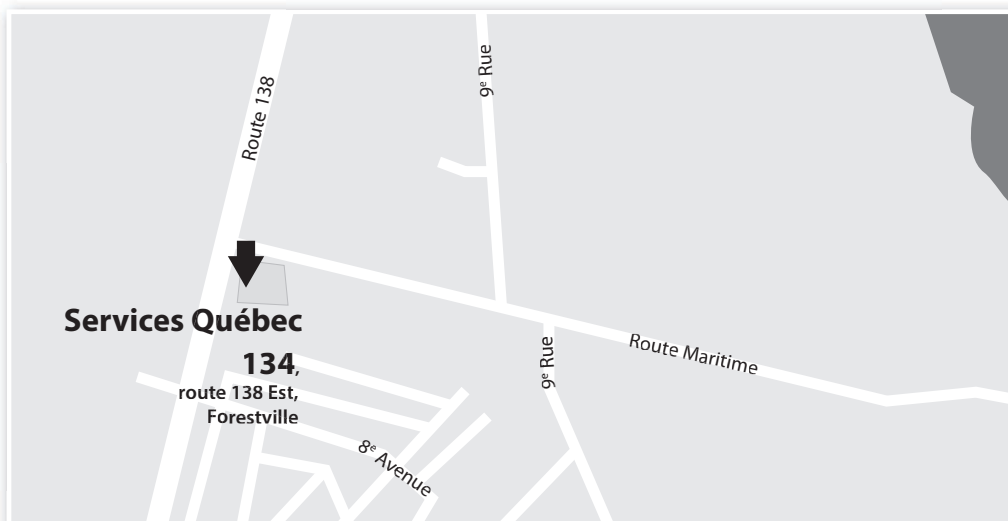 9e Rue
Route 138
Services Québec
134,
route 138 Est,
Forestville
9e Rue
Route Maritime
8e Avenue